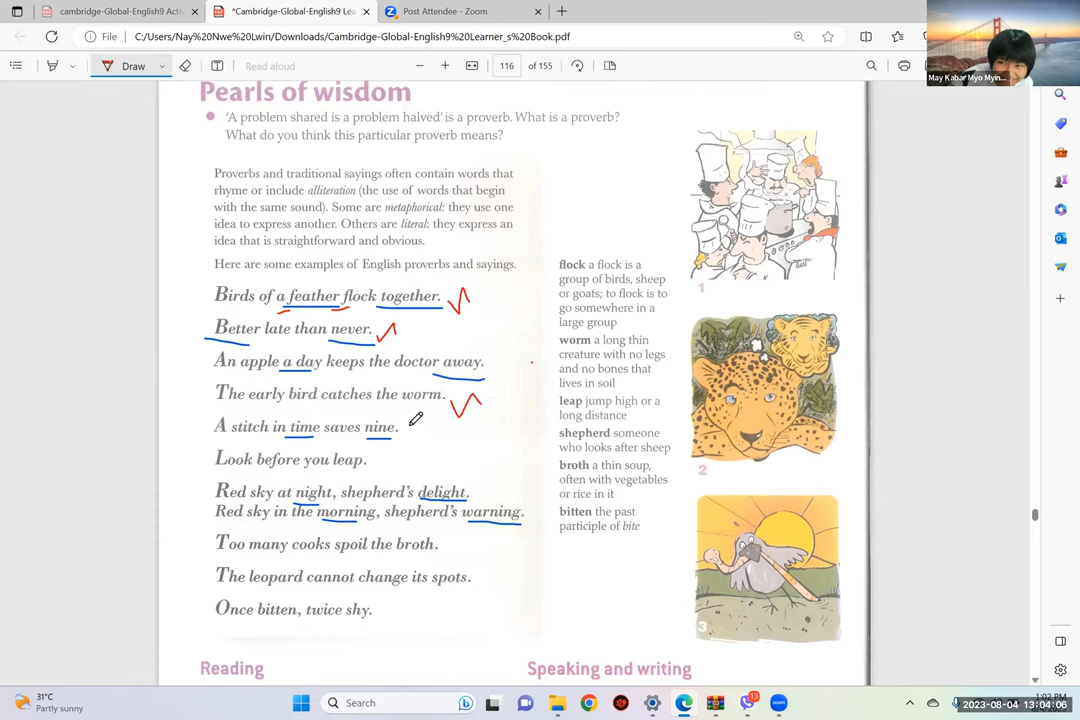 cambridge-Global-English9 Activ
*Cambridge-Global-English9 Lea
Post Attendee - Zoom
File
C:/Users/Nay%20Nwe%20Lwin/Downloads/Cambridge-Global-English9%20Learner_s%20Book.pdf
Draw
Read aloud
116 of 155
May Kabar Myo Myin...
Pearls of wisdom
'A problem shared is a problem halved' is a proverb. What is a proverb?
What do you think this particular proverb means?
Proverbs and traditional sayings often contain words that
rhyme or include alliteration (the use of words that begin
with the same sound). Some are metaphorical: they use one
idea to express another. Others are literal: they express an
idea that is straightforward and obvious.
Here are some examples of English proverbs and sayings.
Birds of a feather flock together.
Better late than never.
An apple a day keeps the doctor away.
The early bird catches the worm.
A stitch in time saves nine.
Look before you leap.
Red sky at night, shepherd's delight.
Red sky in the morning, shepherd's warning.
Too many cooks spoil the broth.
The leopard cannot change its spots.
Once bitten, twice shy.
flock a flock is a
group of birds, sheep
or goats; to flock is to
go somewhere in a
large group
worm a long thin
creature with no legs
and no bones that
lives in soil
leap jump high or a
long distance
shepherd someone
who looks after sheep
broth a thin soup,
often with vegetables
or rice in it
bitten the past
participle of bite
1
2
3
Reading
Speaking and writing
31°C
Partly sunny
Search
13
2023-08-04 13:04:06